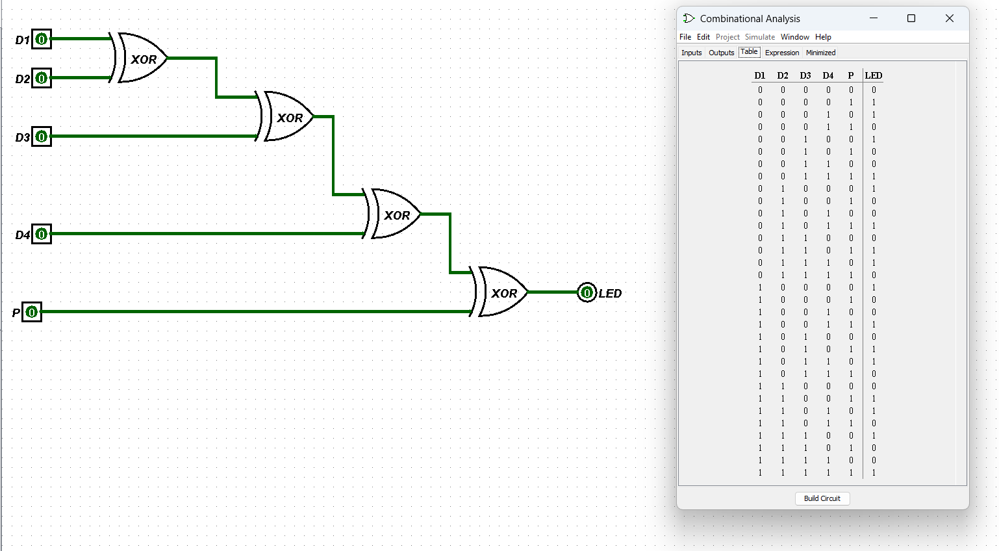 D1 0
XOR
D2 0
XOR
D3 0
XOR
D4 0
XOR
0 LED
P 0
Combinational Analysis
File Edit Project Simulate Window Help
Inputs Outputs Table Expression Minimized
D1 D2 D3 D4 P LED
0 0 0 0 0 0
0 0 0 0 1 1
0 0 0 1 0 1
0 0 0 1 1 0
0 0 1 0 0 1
0 0 1 0 1 0
0 0 1 1 0 0
0 0 1 1 1 1
0 1 0 0 0 1
0 1 0 0 1 0
0 1 0 1 0 0
0 1 0 1 1 1
0 1 1 0 0 0
0 1 1 0 1 1
0 1 1 1 0 1
0 1 1 1 1 0
1 0 0 0 0 1
1 0 0 0 1 0
1 0 0 1 0 0
1 0 0 1 1 1
1 0 1 0 0 0
1 0 1 0 1 1
1 0 1 1 0 1
1 0 1 1 1 0
1 1 0 0 0 0
1 1 0 0 1 1
1 1 0 1 0 1
1 1 0 1 1 0
1 1 1 0 0 1
1 1 1 0 1 0
1 1 1 1 0 0
1 1 1 1 1 1
Build Circuit